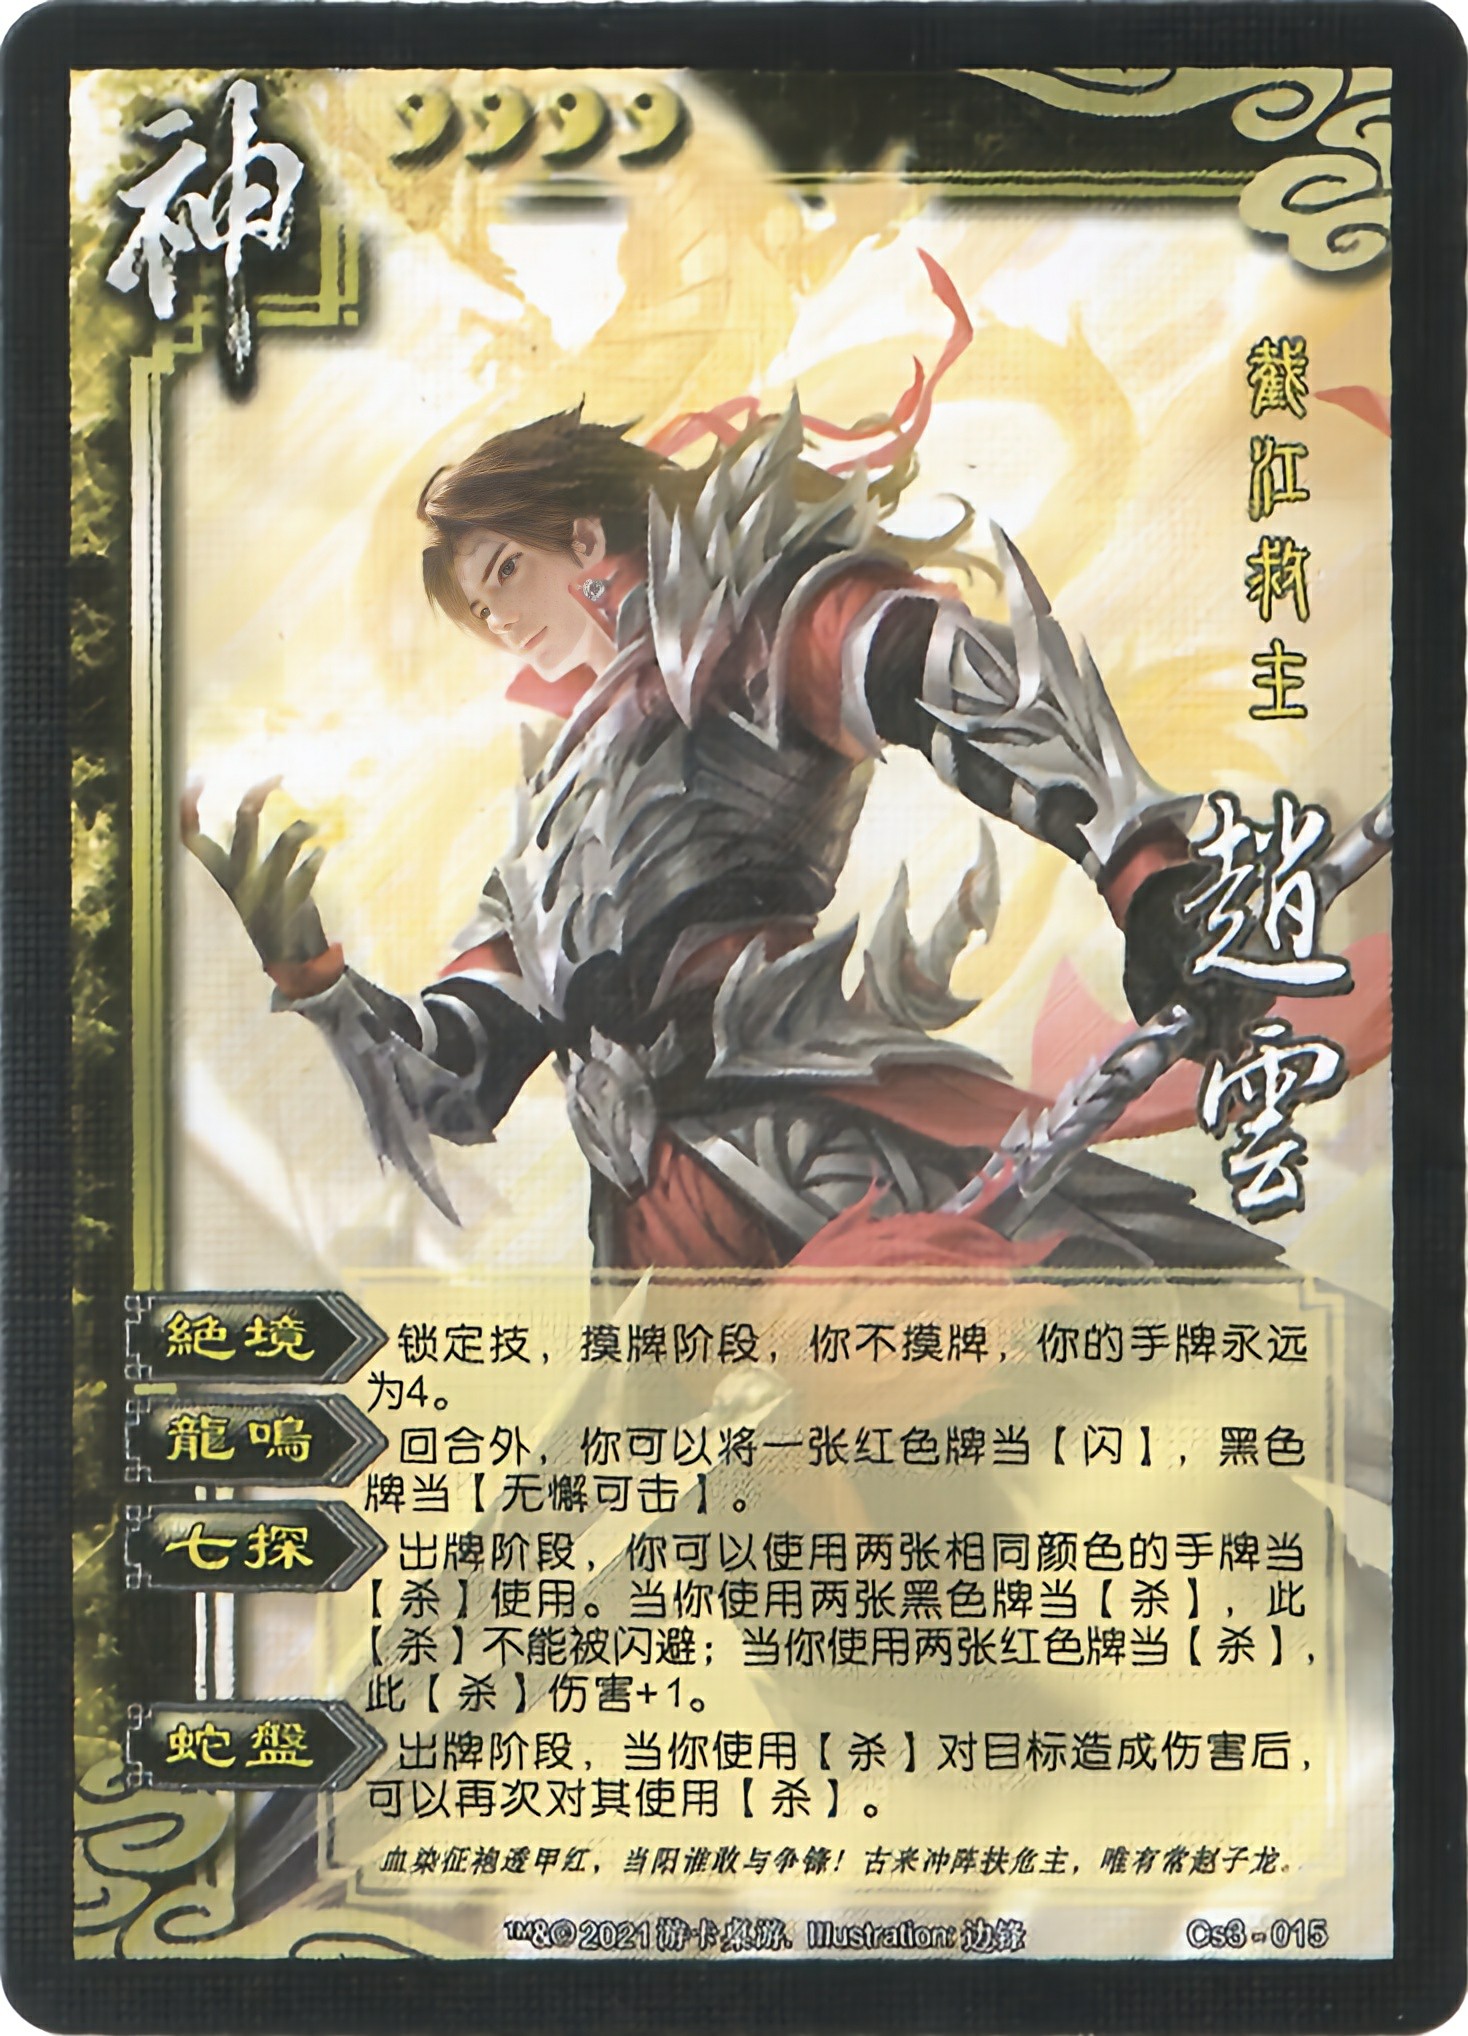 神
截江救主
趙雲
絕境
锁定技，摸牌阶段，你不摸牌，你的手牌永远
为4。
龍鳴
回合外，你可以将一张红色牌当【闪】，黑色
牌当【无懈可击】。
七探
出牌阶段，你可以使用两张相同颜色的手牌当
【杀】使用。当你使用两张黑色牌当【杀】，此
【杀】不能被闪避；当你使用两张红色牌当【杀】，
此【杀】伤害+1。
蛇盤
出牌阶段，当你使用【杀】对目标造成伤害后，
可以再次对其使用【杀】。
血染征袍透甲红，当阳谁敢与争锋！古来冲阵扶危主，唯有常赵子龙。
™&© 2021 游卡桌游. Illustration: 边锋
Cs3 - 015